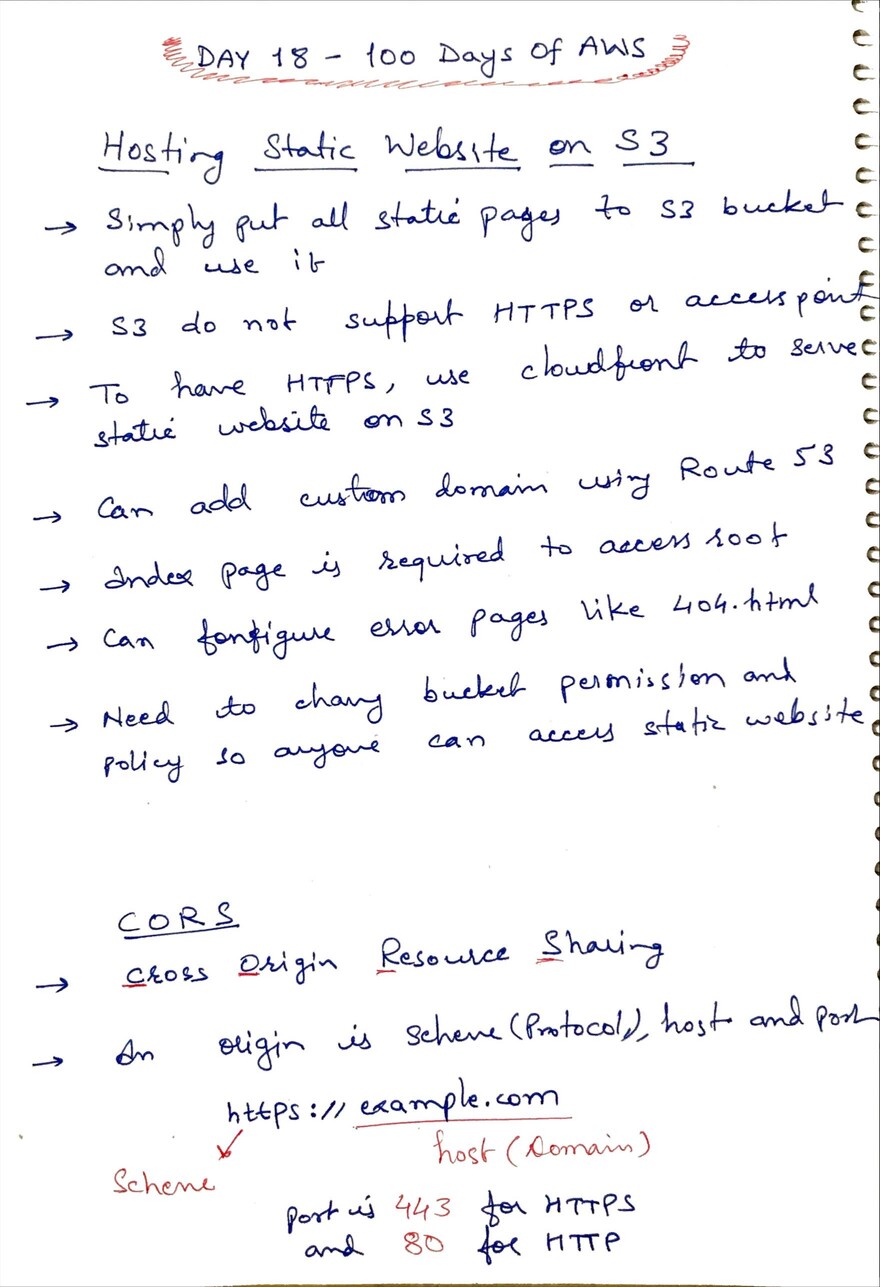 DAY 18 - 100 Days Of AWS
Hosting Static Website on S3
→ Simply put all static pages to S3 bucket
and use it
→ S3 do not support HTTPS or access point
→ To have HTTPS, use cloudfront to serve
static website on S3
→ Can add custom domain using Route 53
→ Index page is required to access root
→ Can configure error pages like 404.html
→ Need to chang bucket permission and
policy so anyone can access static website
CORS
→ Cross Origin Resource Sharing
→ An origin is scheme (Protocol), host and port
https://example.com
host (Domain)
Scheme
port is 443 for HTTPS
and 80 for HTTP